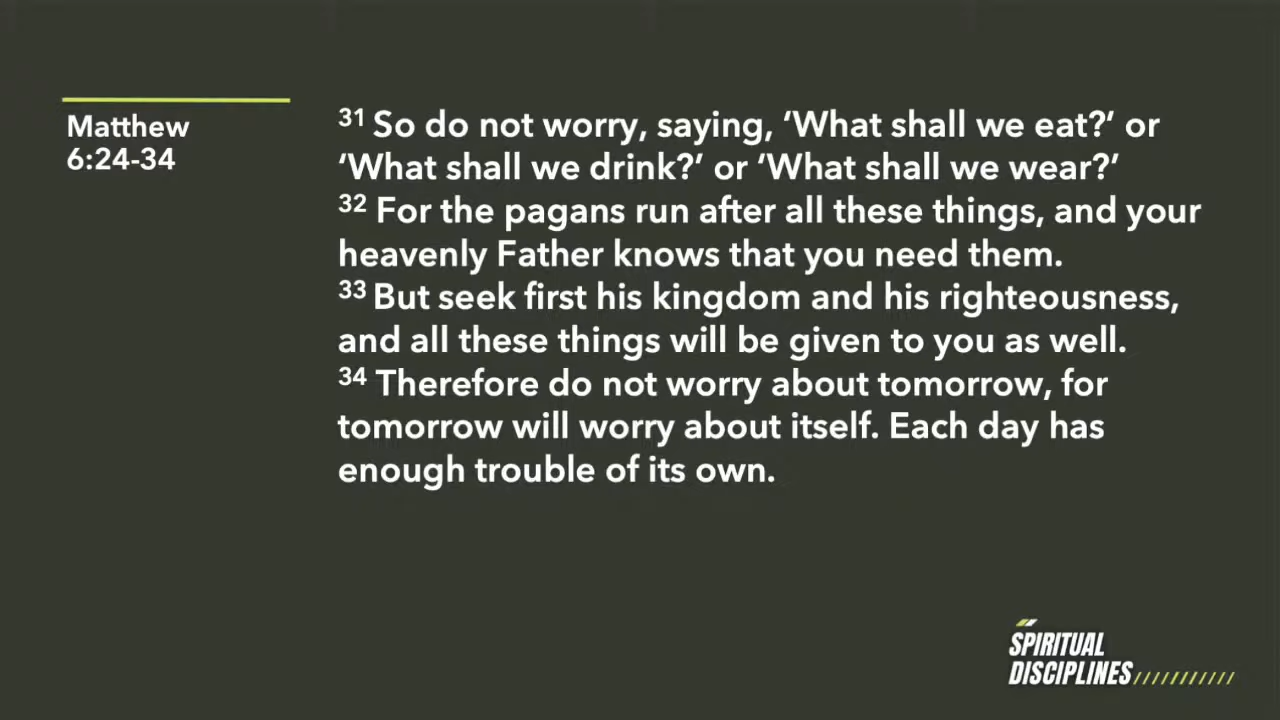 Matthew
6:24-34
31 So do not worry, saying, ‘What shall we eat?’ or
‘What shall we drink?’ or ‘What shall we wear?’
32 For the pagans run after all these things, and your
heavenly Father knows that you need them.
33 But seek first his kingdom and his righteousness,
and all these things will be given to you as well.
34 Therefore do not worry about tomorrow, for
tomorrow will worry about itself. Each day has
enough trouble of its own.
SPIRITUAL
DISCIPLINES